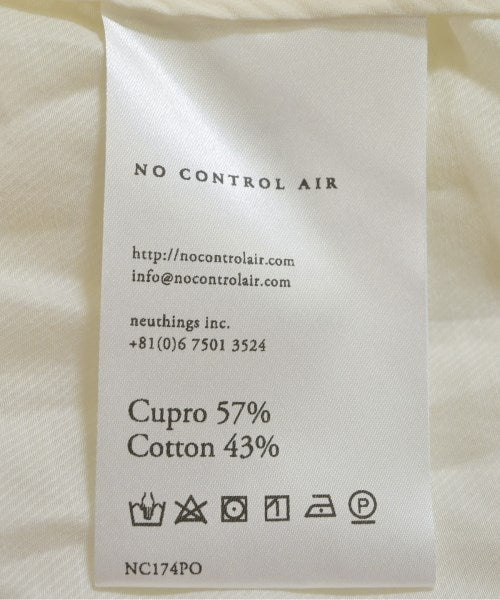 NO CONTROL AIR
http://nocontrolair.com
info@nocontrolair.com
neuthings inc.
+81(0)6 7501 3524
Cupro 57%
Cotton 43%
P
NC174PO